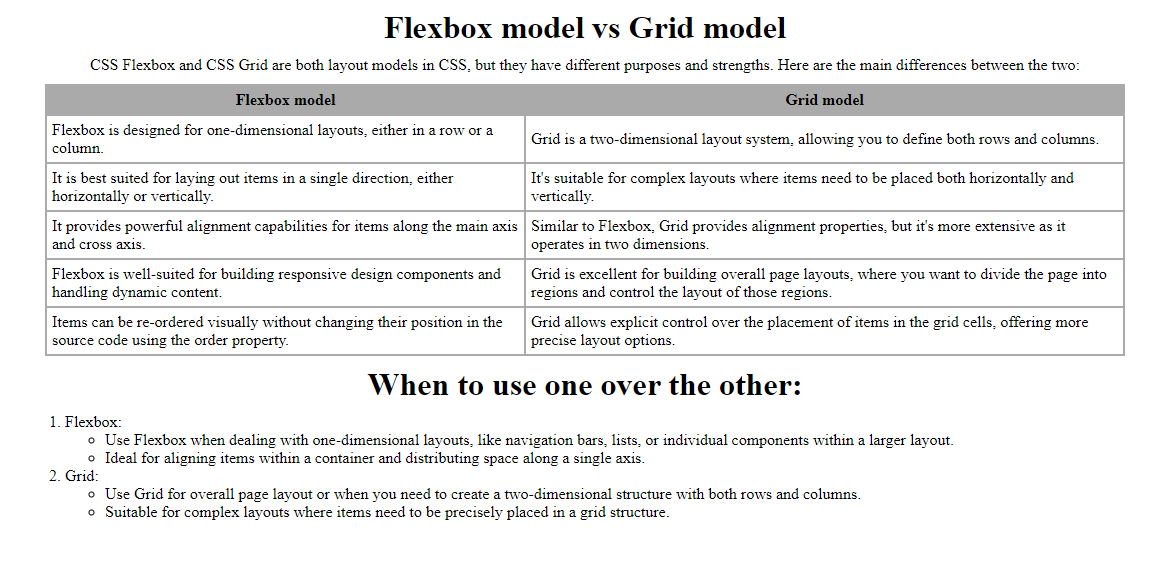 Flexbox model vs Grid model
CSS Flexbox and CSS Grid are both layout models in CSS, but they have different purposes and strengths. Here are the main differences between the two:
Flexbox model
Grid model
Flexbox is designed for one-dimensional layouts, either in a row or a
column.
Grid is a two-dimensional layout system, allowing you to define both rows and columns.
It is best suited for laying out items in a single direction, either
horizontally or vertically.
It's suitable for complex layouts where items need to be placed both horizontally and
vertically.
It provides powerful alignment capabilities for items along the main axis
and cross axis.
Similar to Flexbox, Grid provides alignment properties, but it's more extensive as it
operates in two dimensions.
Flexbox is well-suited for building responsive design components and
handling dynamic content.
Grid is excellent for building overall page layouts, where you want to divide the page into
regions and control the layout of those regions.
Items can be re-ordered visually without changing their position in the
source code using the order property.
Grid allows explicit control over the placement of items in the grid cells, offering more
precise layout options.
When to use one over the other:
1. Flexbox:
◦ Use Flexbox when dealing with one-dimensional layouts, like navigation bars, lists, or individual components within a larger layout.
◦ Ideal for aligning items within a container and distributing space along a single axis.
2. Grid:
◦ Use Grid for overall page layout or when you need to create a two-dimensional structure with both rows and columns.
◦ Suitable for complex layouts where items need to be precisely placed in a grid structure.